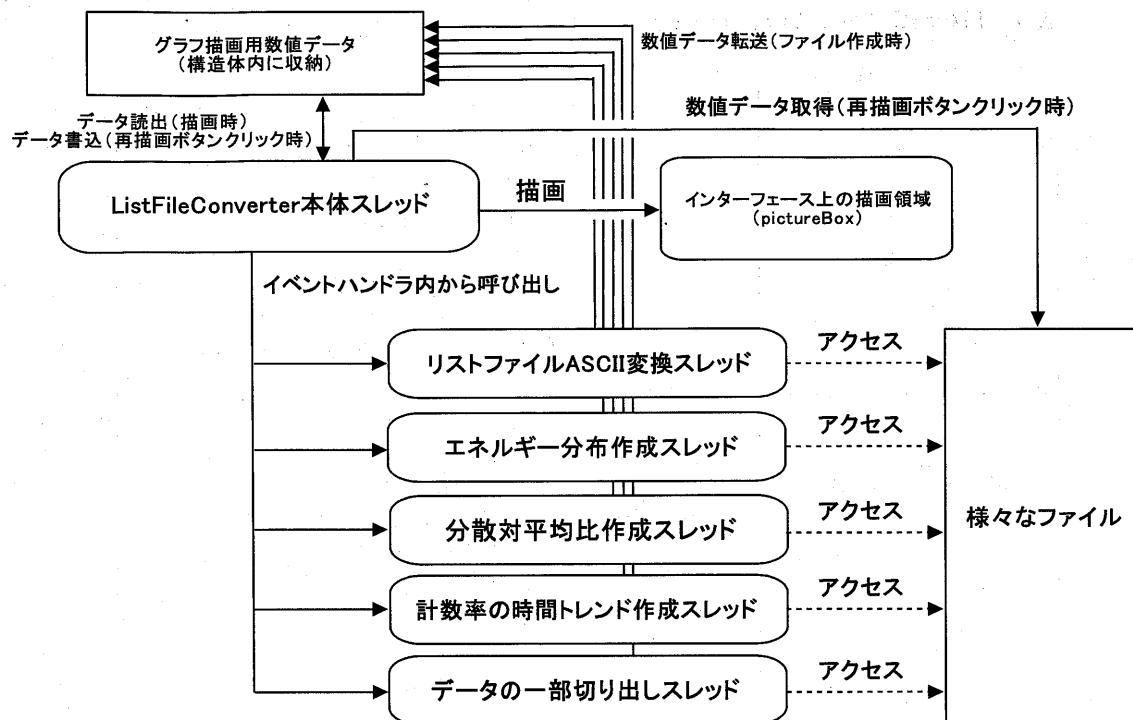 グラフ描画用数値データ
(構造体内に収納)
数値データ転送(ファイル作成時)
数値データ取得(再描画ボタンクリック時)
データ読出(描画時)
データ書込(再描画ボタンクリック時)
ListFileConverter本体スレッド
描画
インターフェース上の描画領域
(pictureBox)
イベントハンドラ内から呼び出し
リストファイルASCII変換スレッド
アクセス
エネルギー分布作成スレッド
アクセス
分散対平均比作成スレッド
アクセス
様々なファイル
計数率の時間トレンド作成スレッド
アクセス
データの一部切り出しスレッド
アクセス